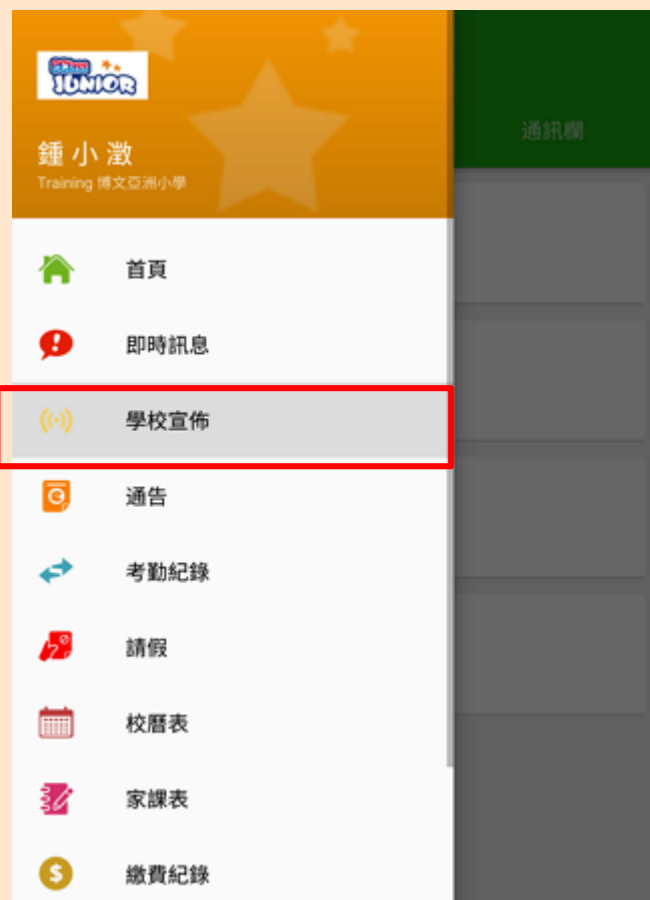 JUNIOR
通訊欄
鍾小澂
Training 博文亞洲小學
首頁
即時訊息
學校宣佈
通告
考勤紀錄
請假
校曆表
家課表
繳費紀錄